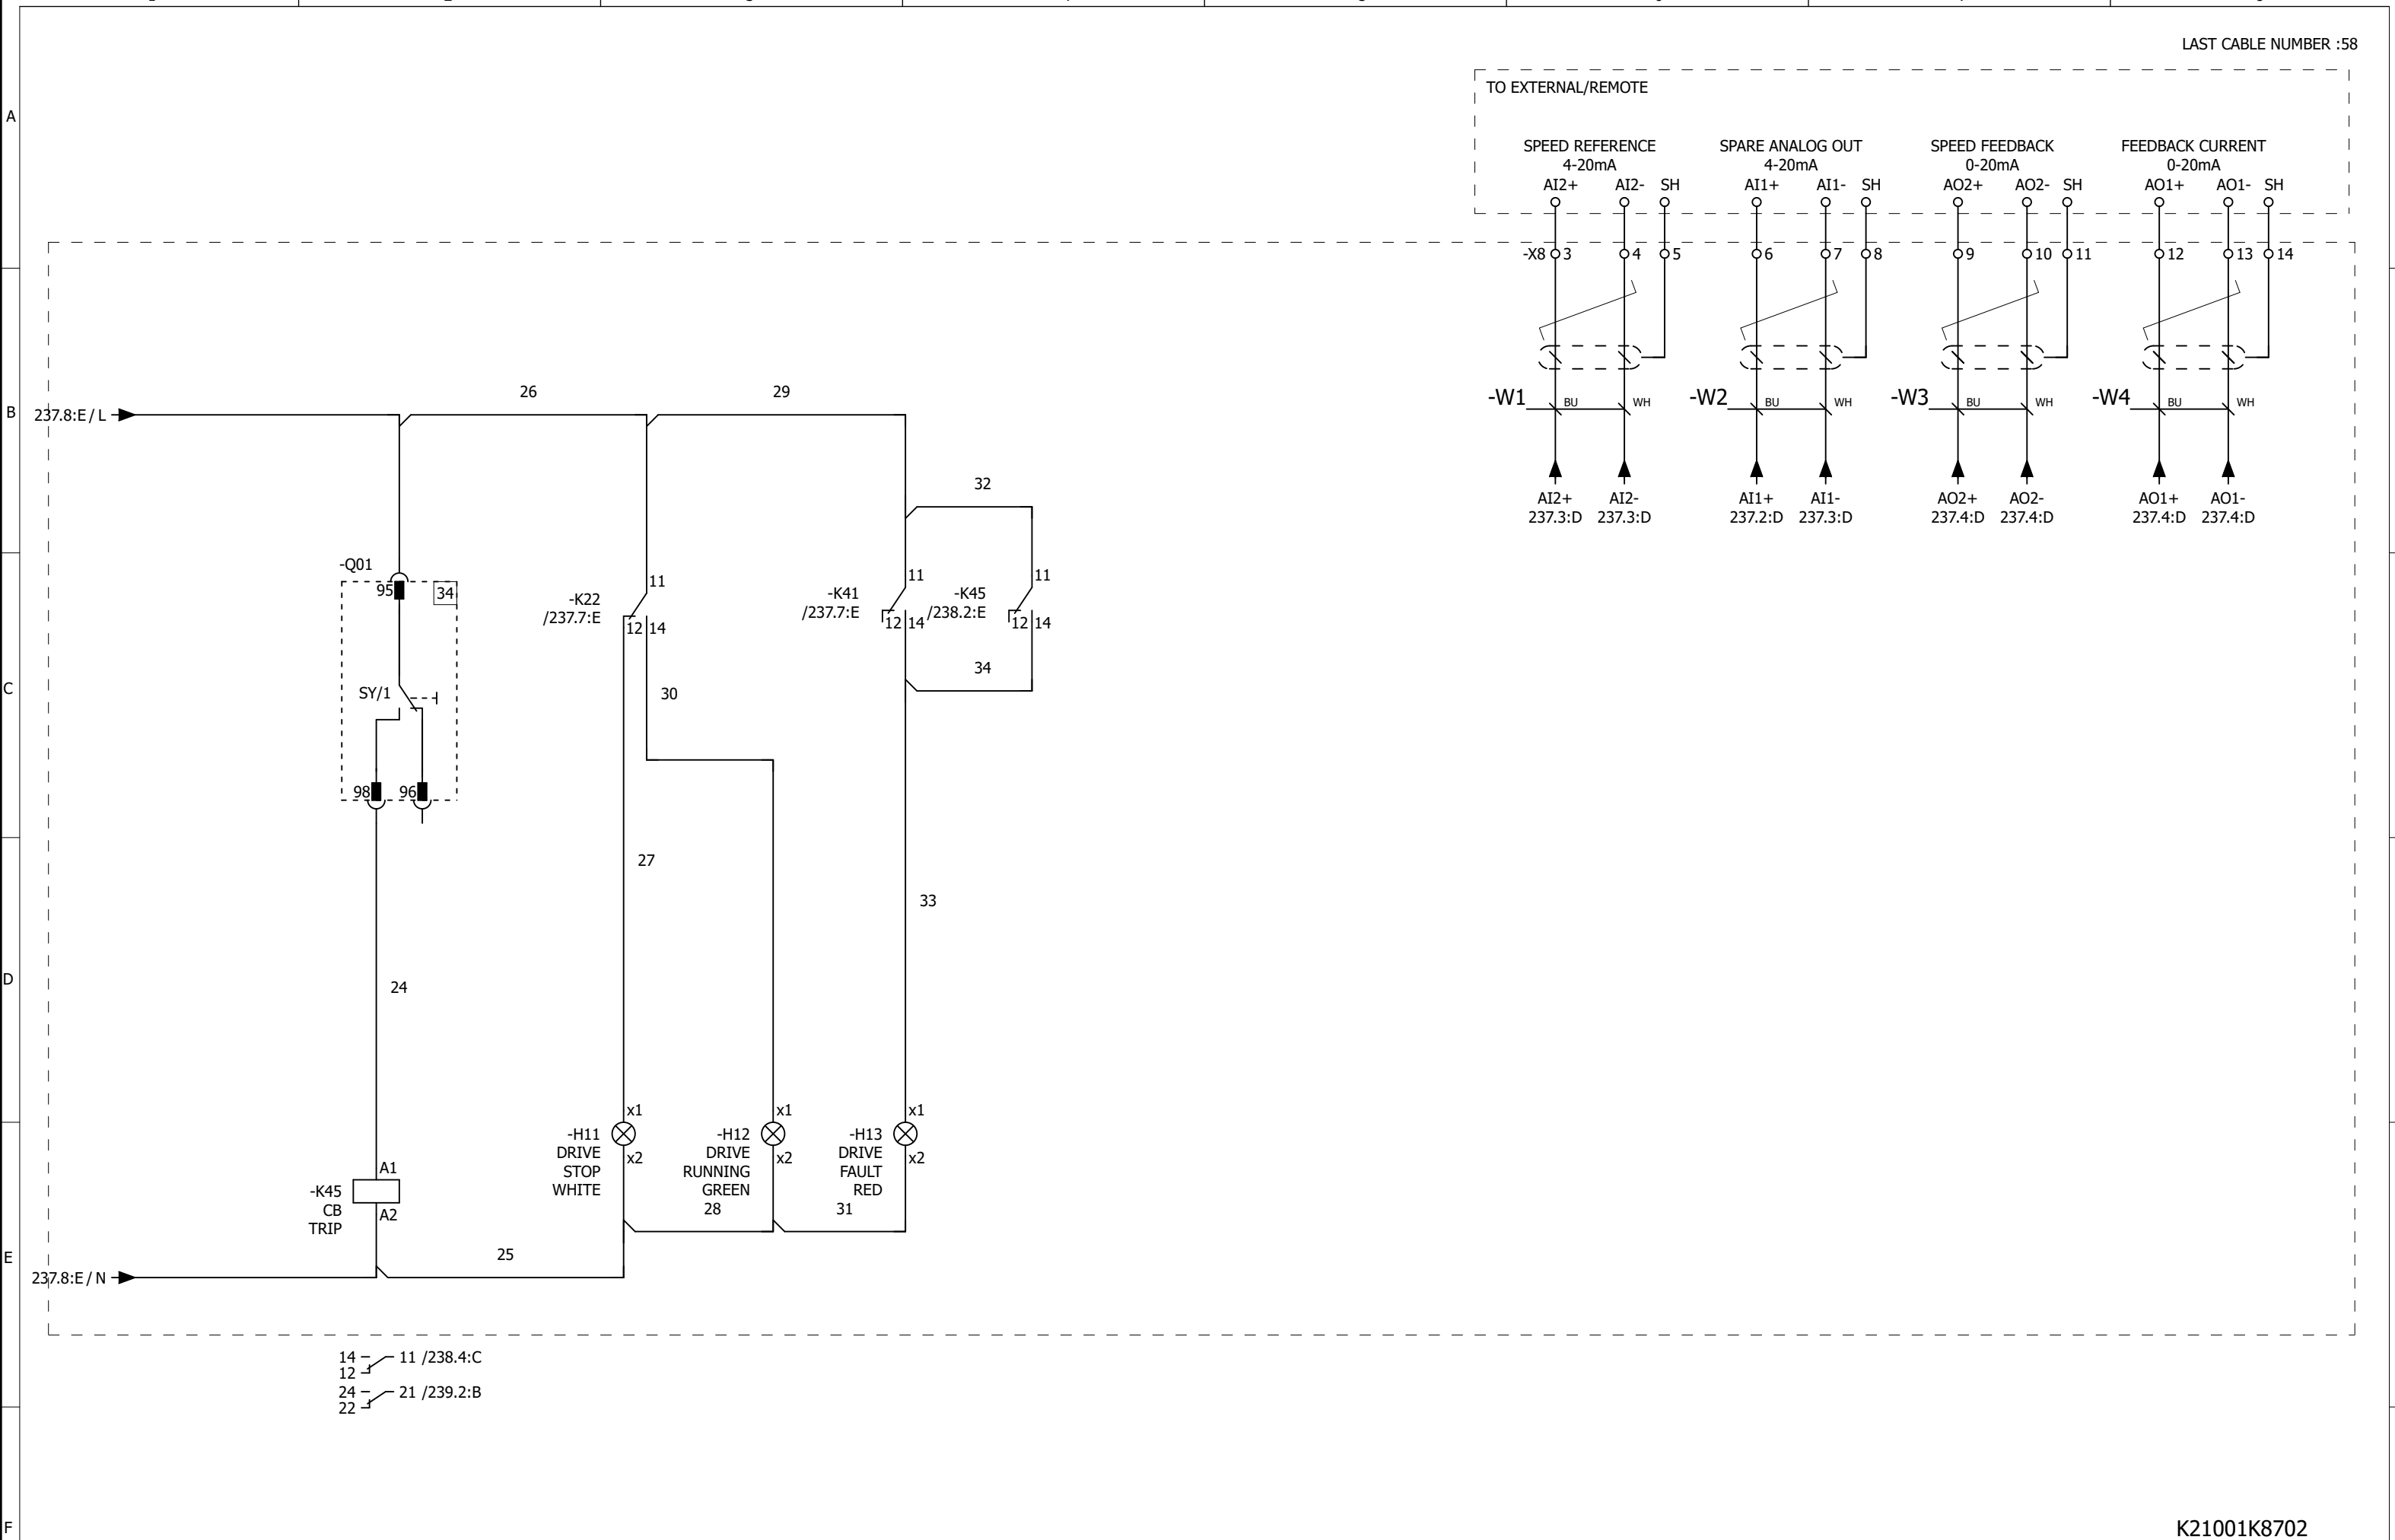 LAST CABLE NUMBER :58
TO EXTERNAL/REMOTE
A
SPEED REFERENCE SPARE ANALOG OUT SPEED FEEDBACK FEEDBACK CURRENT
4-20mA 4-20mA 0-20mA 0-20mA
AI2+ AI2- SH AI1+ AI1- SH AO2+ AO2- SH AO1+ AO1- SH
-X8 3 4 5 6 7 8 9 10 11 12 13 14
26 29
-W1 BU WH -W2 BU WH -W3 BU WH -W4 BU WH
B
237.8:E / L
32
AI2+ AI2- AI1+ AI1- AO2+ AO2- AO1+ AO1-
237.3:D 237.3:D 237.2:D 237.3:D 237.4:D 237.4:D 237.4:D 237.4:D
-Q01
95 34
11 11 11
-K22 -K41 -K45
/237.7:E /237.7:E /238.2:E
12 14 12 14 12 14
34
C
SY/1
30
98 96
27
33
D
24
x1 x1 x1
-H11 -H12 -H13
DRIVE DRIVE DRIVE
x2 x2 x2
STOP RUNNING FAULT
WHITE GREEN RED
A1
-K45
CB
TRIP
A2
28 31
E
25
237.8:E / N
14 11 /238.4:C
12
24 21 /239.2:B
22
F
K21001K8702